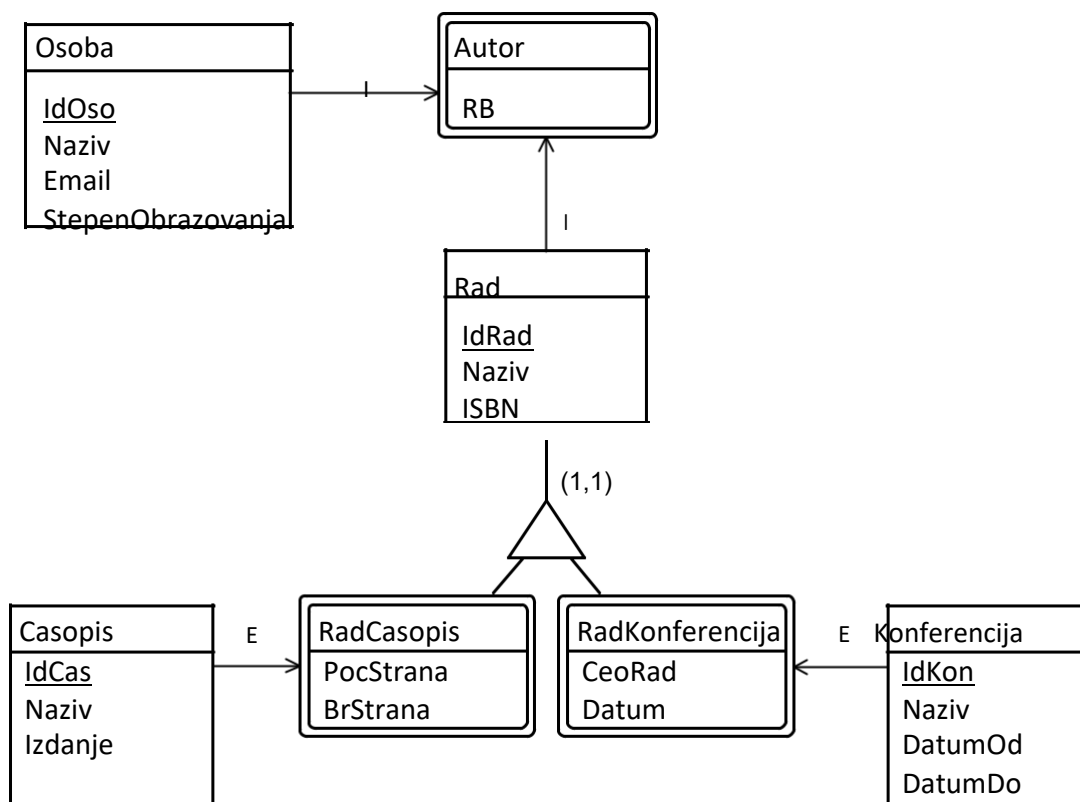 Osoba
IdOso
Naziv
Email
StepenObrazovanja
I
Autor
RB
I
Rad
IdRad
Naziv
ISBN
(1,1)
Casopis
IdCas
Naziv
Izdanje
E
RadCasopis
PocStrana
BrStrana
RadKonferencija
CeoRad
Datum
E
Konferencija
IdKon
Naziv
DatumOd
DatumDo